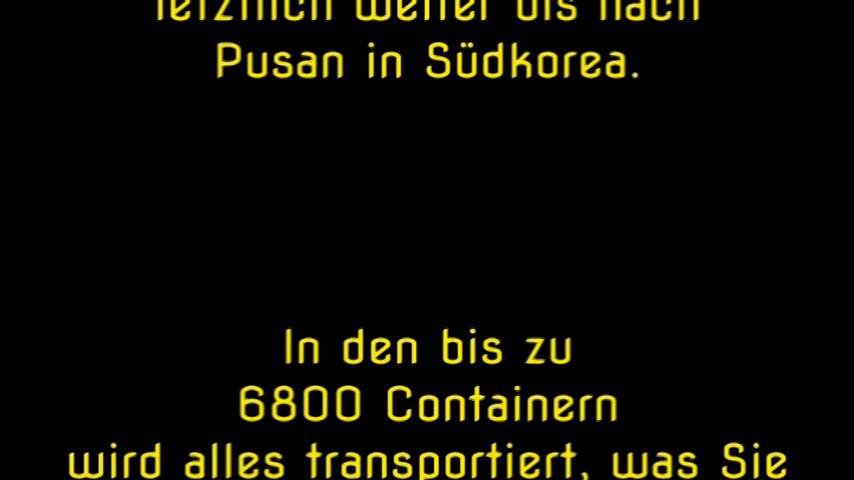 letztlich weiter bis nach
Pusan in Südkorea.
In den bis zu
6800 Containern
wird alles transportiert, was Sie